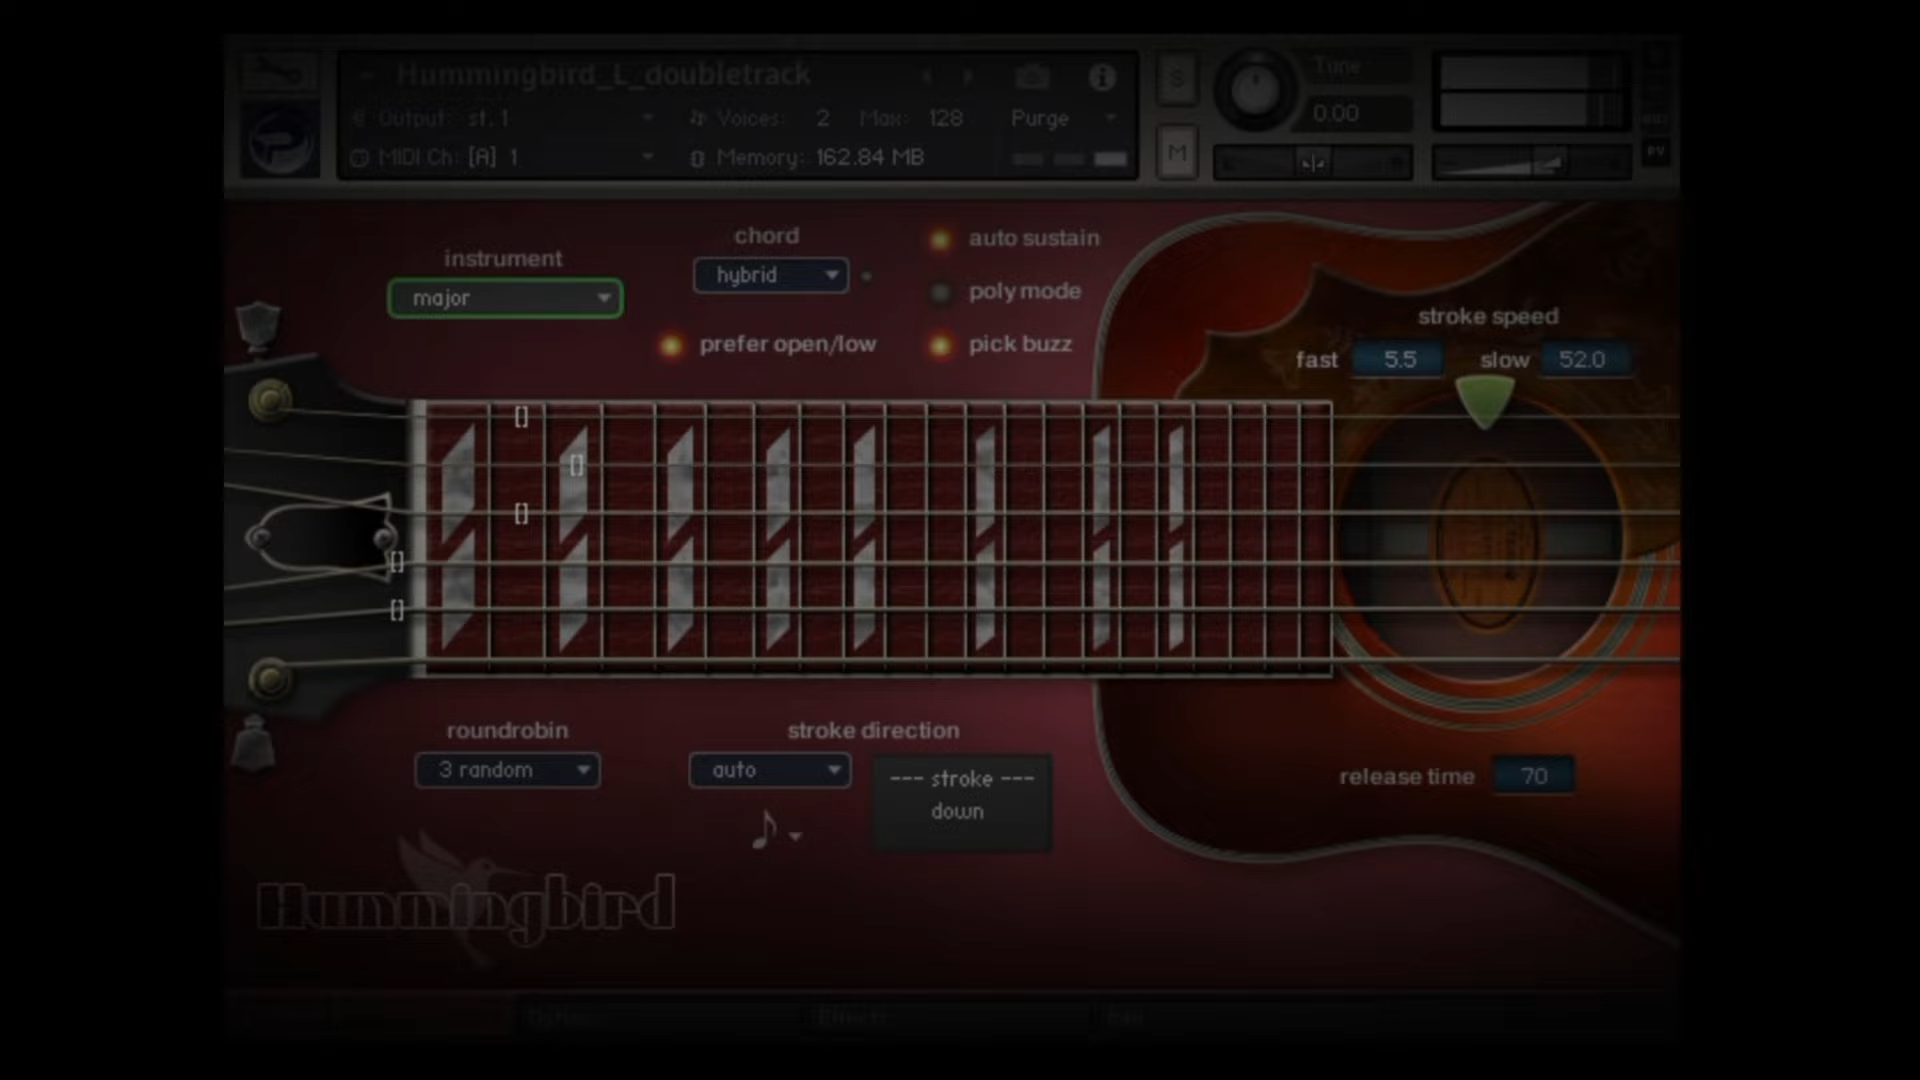 Hummingbird_L_doubletrack
Output: st. 1
Voices: 2 Max: 128 Purge
MIDI Ch: [A] 1
Memory: 162.84 MB
S
M
Tune
0.00
PV
instrument
major
chord
hybrid
auto sustain
poly mode
prefer open/low
pick buzz
stroke speed
fast 5.5 slow 52.0
roundrobin
3 random
stroke direction
auto
--- stroke ---
down
release time 70
Hummingbird